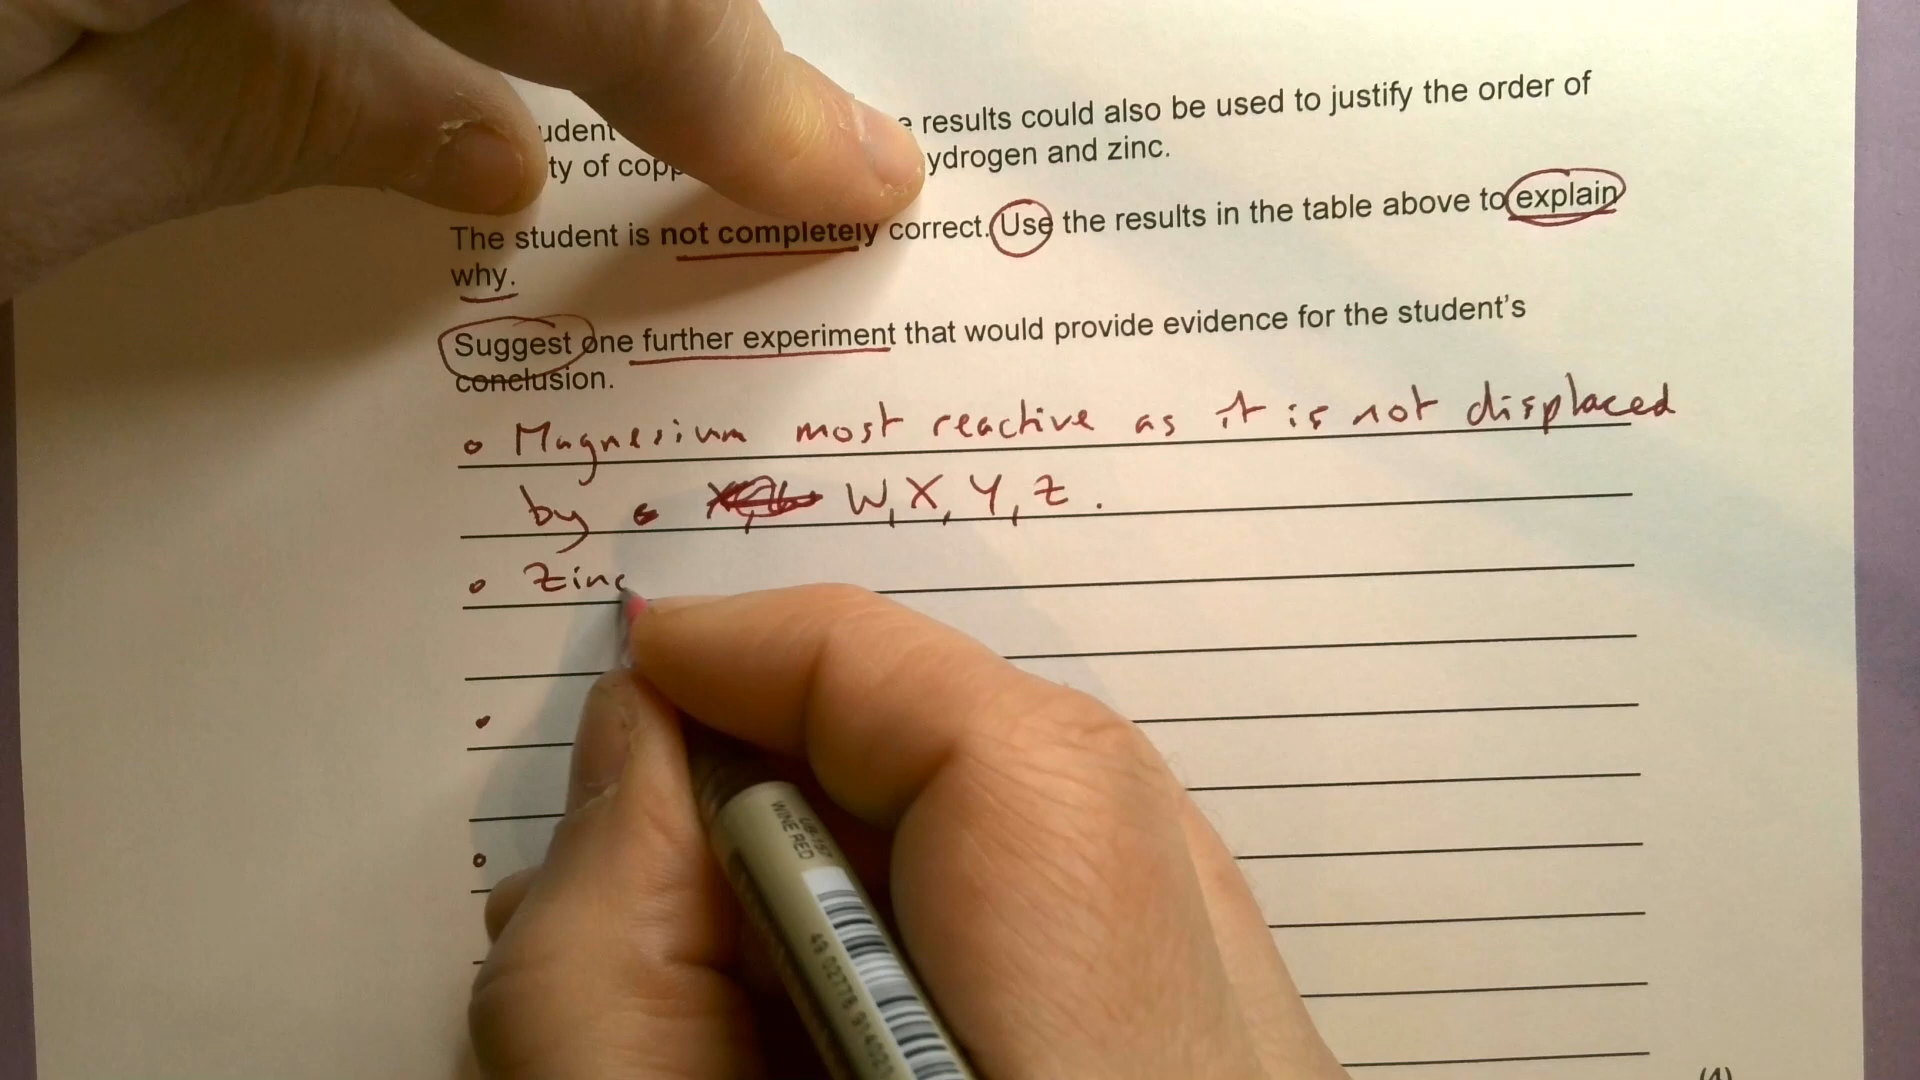 udent results could also be used to justify the order of
ty of cop ydrogen and zinc.
The student is not completely correct. Use the results in the table above to explain
why.
Suggest one further experiment that would provide evidence for the student's
conclusion.
• Magnesium most reactive as it is not displaced
by W, X, Y, Z.
• Zinc
UB-157
WINE RED
(4)